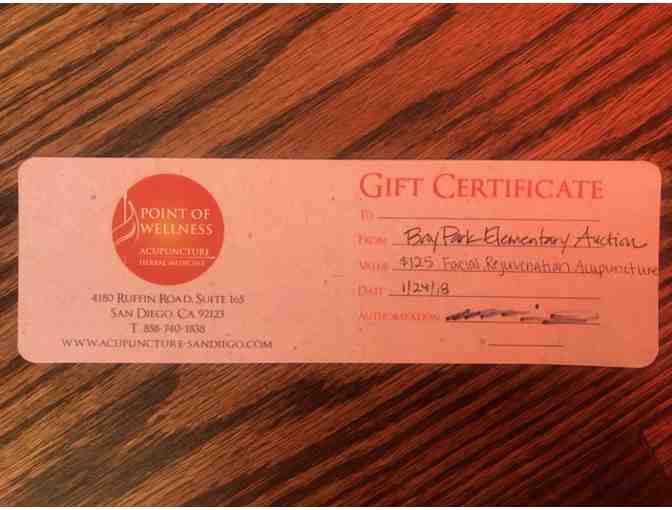 POINT OF
WELLNESS
ACUPUNCTURE
HERBAL MEDICINE
4180 RUFFIN ROAD, SUITE 165
SAN DIEGO, CA 92123
T 858-740-1838
WWW.ACUPUNCTURE-SANDIEGO.COM
GIFT CERTIFICATE
TO
FROM Bay Park Elementary Auction
VALUE $125 Facial Rejuvenation Acupuncture
DATE 1/24/18
AUTHORIZATION